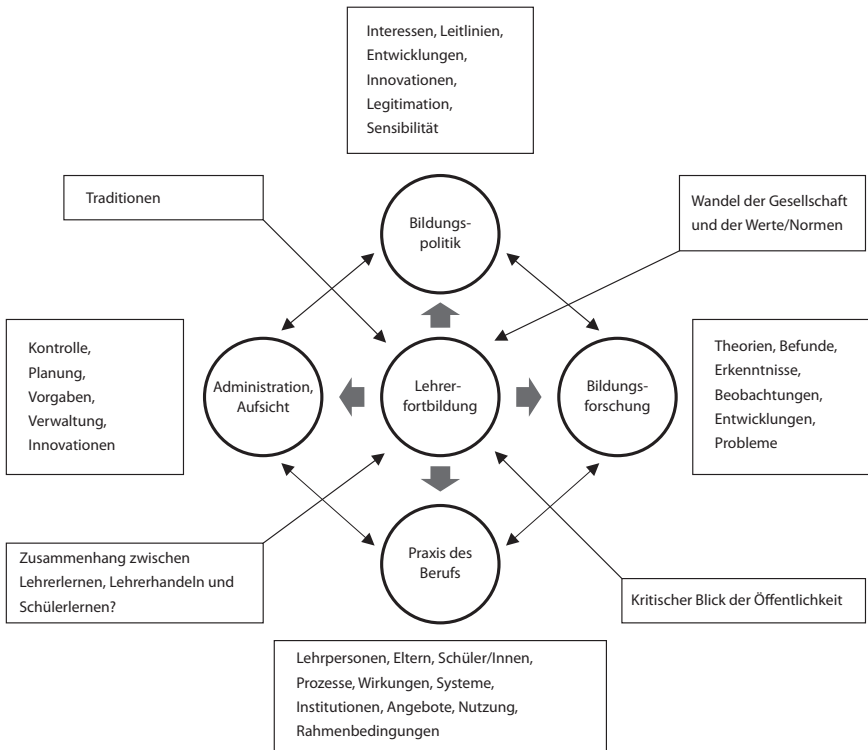 Interessen, Leitlinien,
Entwicklungen,
Innovationen,
Legitimation,
Sensibilität
Traditionen
Bildungs-
politik
Wandel der Gesellschaft
und der Werte/Normen
Kontrolle,
Planung,
Vorgaben,
Verwaltung,
Innovationen
Administration,
Aufsicht
Lehrer-
fortbildung
Bildungs-
forschung
Theorien, Befunde,
Erkenntnisse,
Beobachtungen,
Entwicklungen,
Probleme
Zusammenhang zwischen
Lehrerlernen, Lehrerhandeln und
Schülerlernen?
Praxis des
Berufs
Kritischer Blick der Öffentlichkeit
Lehrpersonen, Eltern, Schüler/Innen,
Prozesse, Wirkungen, Systeme,
Institutionen, Angebote, Nutzung,
Rahmenbedingungen